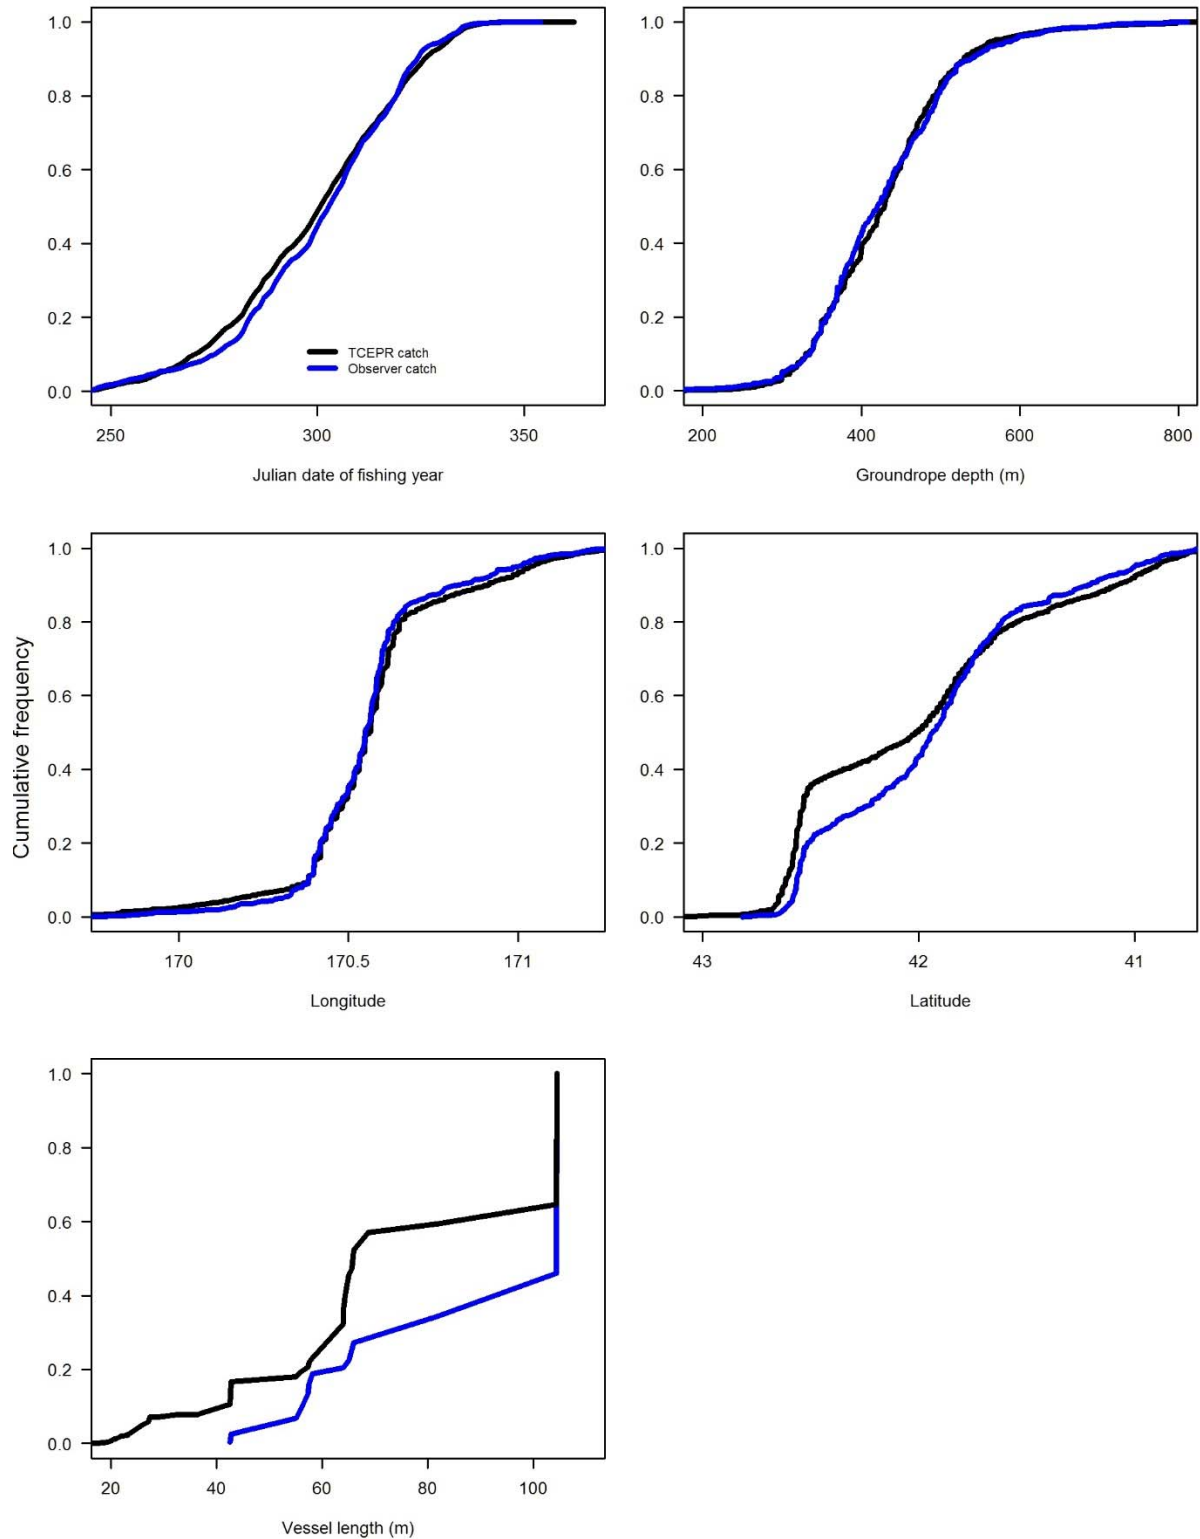 1.0
0.8
0.6
0.4
0.2
0.0
TCEPR catch
Observer catch
250 300 350
Julian date of fishing year
200 400 600 800
Groundrope depth (m)
Cumulative frequency
1.0
0.8
0.6
0.4
0.2
0.0
170 170.5 171
Longitude
1.0
0.8
0.6
0.4
0.2
0.0
43 42 41
Latitude
1.0
0.8
0.6
0.4
0.2
0.0
20 40 60 80 100
Vessel length (m)
1.0
0.8
0.6
0.4
0.2
0.0